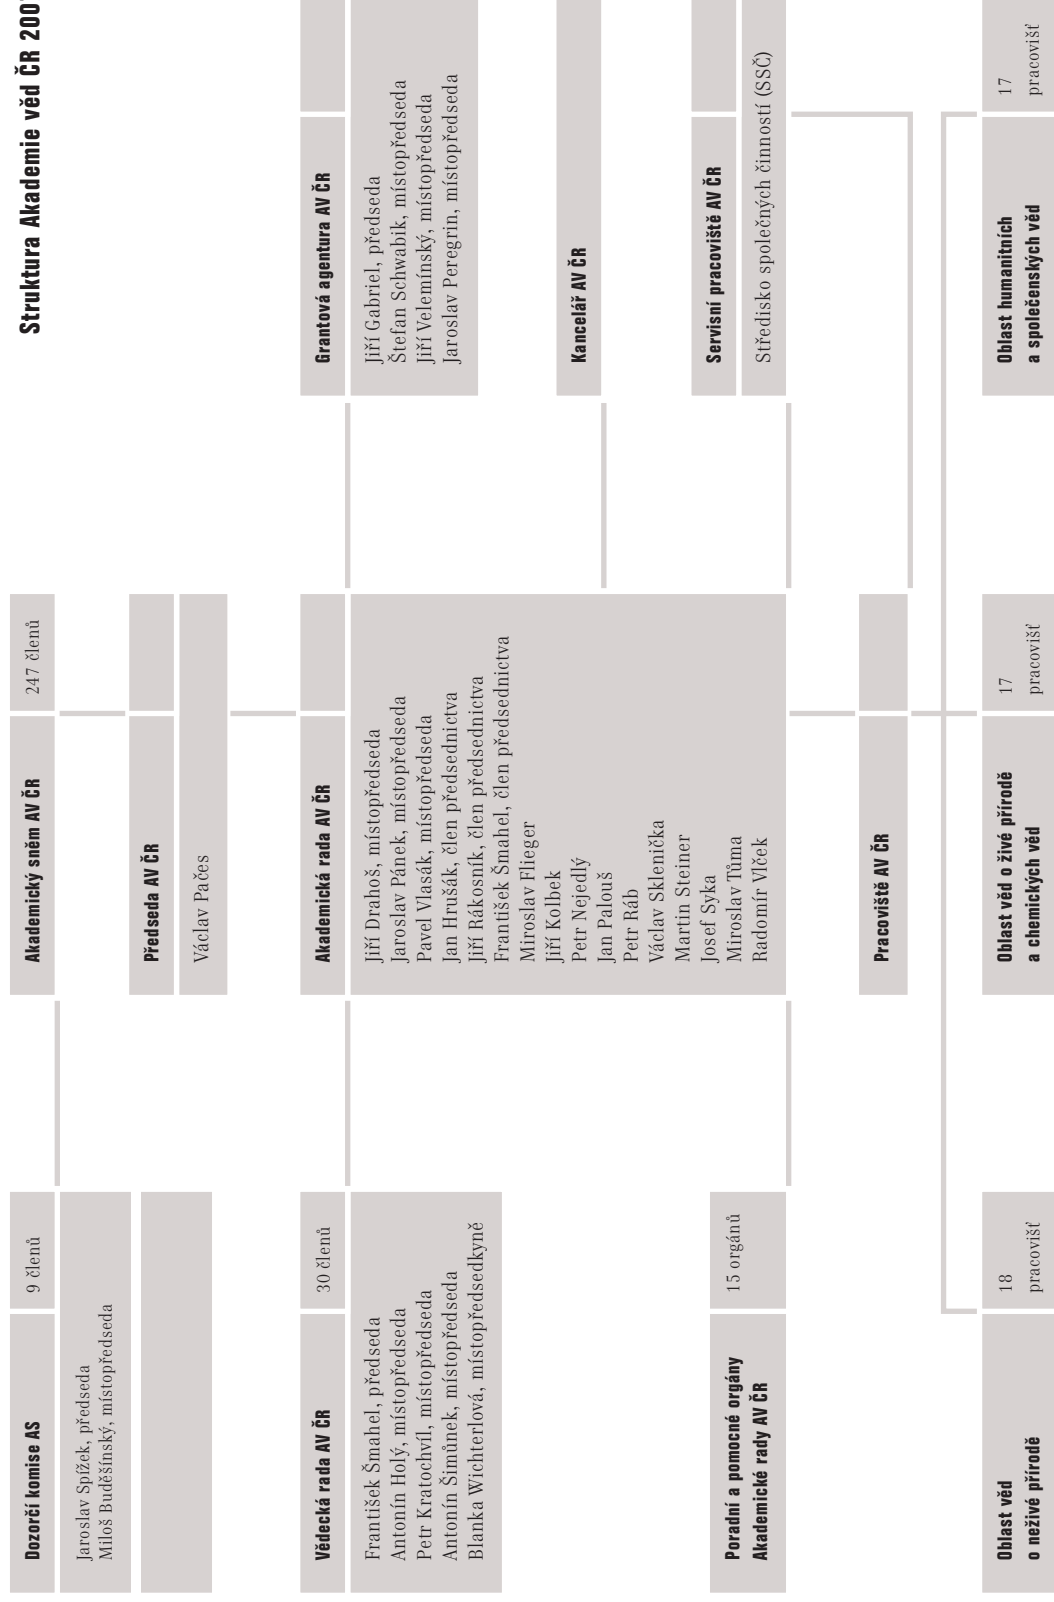 Struktura Akademie věd ČR 2007
Dozorčí komise AS
9 členů
Jaroslav Spížek, předseda
Miloš Buděšínský, místopředseda
Akademický sněm AV ČR
247 členů
Předseda AV ČR
Václav Pačes
Vědecká rada AV ČR
30 členů
František Šmahel, předseda
Antonín Holý, místopředseda
Petr Kratochvíl, místopředseda
Antonín Šimůnek, místopředseda
Blanka Wichterlová, místopředsedkyně
Akademická rada AV ČR
Jiří Drahoš, místopředseda
Jaroslav Pánek, místopředseda
Pavel Vlasák, místopředseda
Jan Hrušák, člen předsednictva
Jiří Rákosník, člen předsednictva
František Šmahel, člen předsednictva
Miroslav Flieger
Jiří Kolbek
Petr Nejedlý
Jan Palouš
Petr Ráb
Václav Sklenička
Martin Steiner
Josef Syka
Miroslav Tůma
Radomír Vlček
Grantová agentura AV ČR
Jiří Gabriel, předseda
Štefan Schwabik, místopředseda
Jiří Velemínský, místopředseda
Jaroslav Peregrin, místopředseda
Kancelář AV ČR
Servisní pracoviště AV ČR
Středisko společných činností (SSČ)
Poradní a pomocné orgány
Akademické rady AV ČR
15 orgánů
Pracoviště AV ČR
Oblast věd
o neživé přírodě
18
pracovišť
Oblast věd o živé přírodě
a chemických věd
17
pracovišť
Oblast humanitních
a společenských věd
17
pracovišť